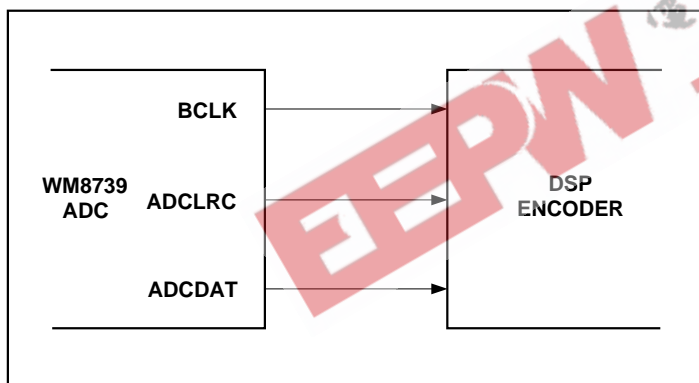 BCLK
WM8739
ADC
ADCLRC
DSP
ENCODER
ADCDAT
EEPW